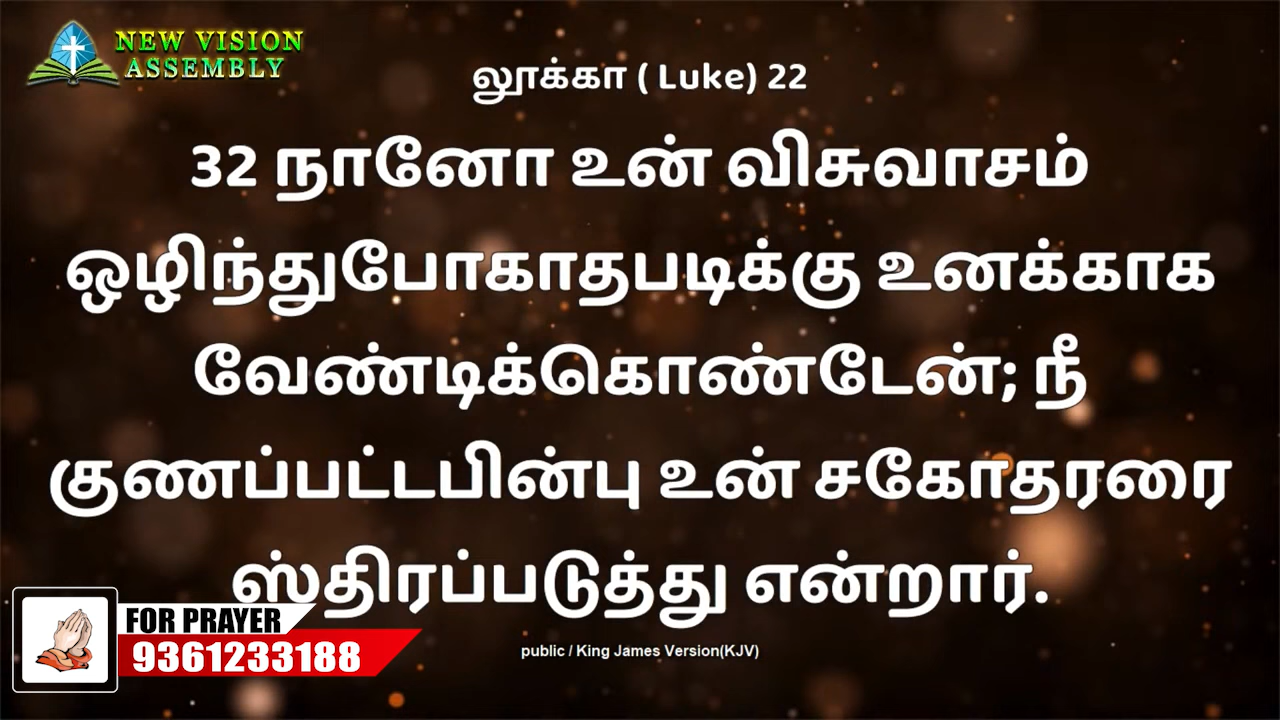 NEW VISION
ASSEMBLY
லூக்கா ( Luke) 22
32 நானோ உன் விசுவாசம்
ஒழிந்துபோகாதபடிக்கு உனக்காக
வேண்டிக்கொண்டேன்; நீ
குணப்பட்டபின்பு உன் சகோதரரை
ஸ்திரப்படுத்து என்றார்.
FOR PRAYER
9361233188
public / King James Version(KJV)